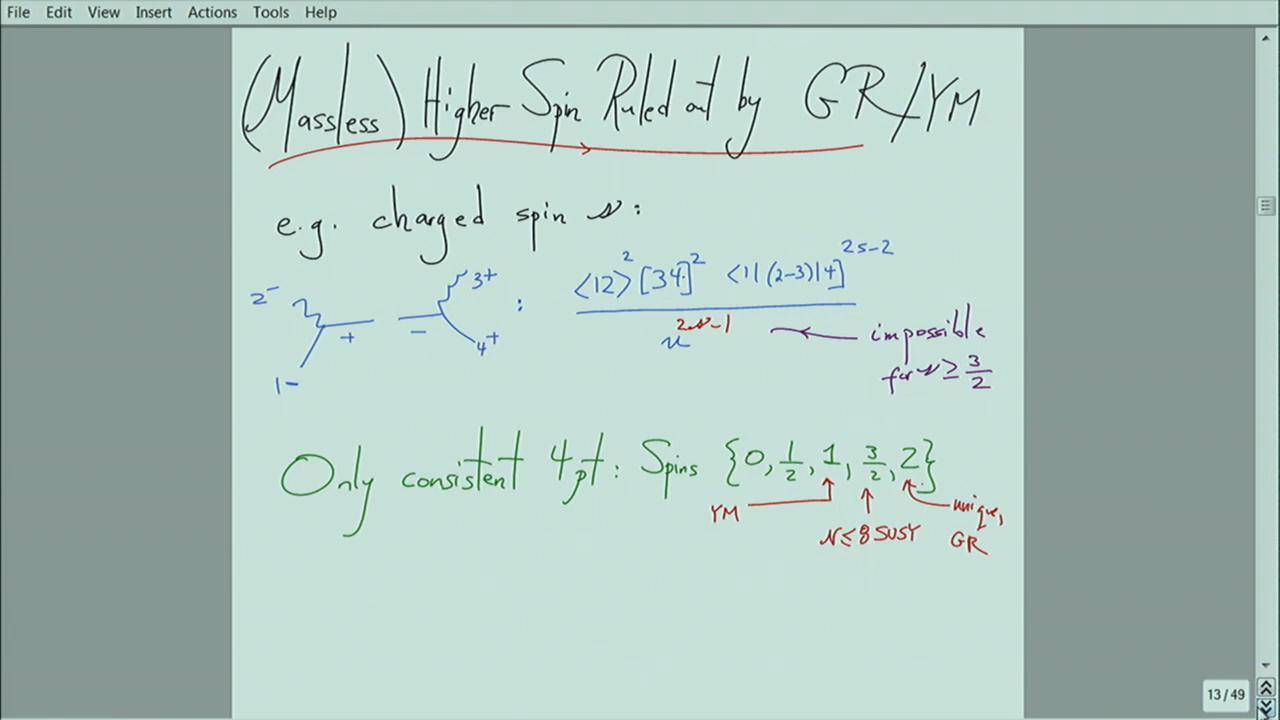 File Edit View Insert Actions Tools Help
(Massless) Higher Spin Ruled out by GR/YM
e.g. charged spin s:
2⁻ 3⁺
+ − : ⟨12⟩² [34]² ⟨1|(2−3)|4]^{2s−2}
1− 4⁺
u^{2s−1} impossible
for s ≥ 3/2
Only consistent 4pt: Spins {0, 1/2, 1, 3/2, 2}
YM unique,
N≤8 SUSY GR
13 / 49